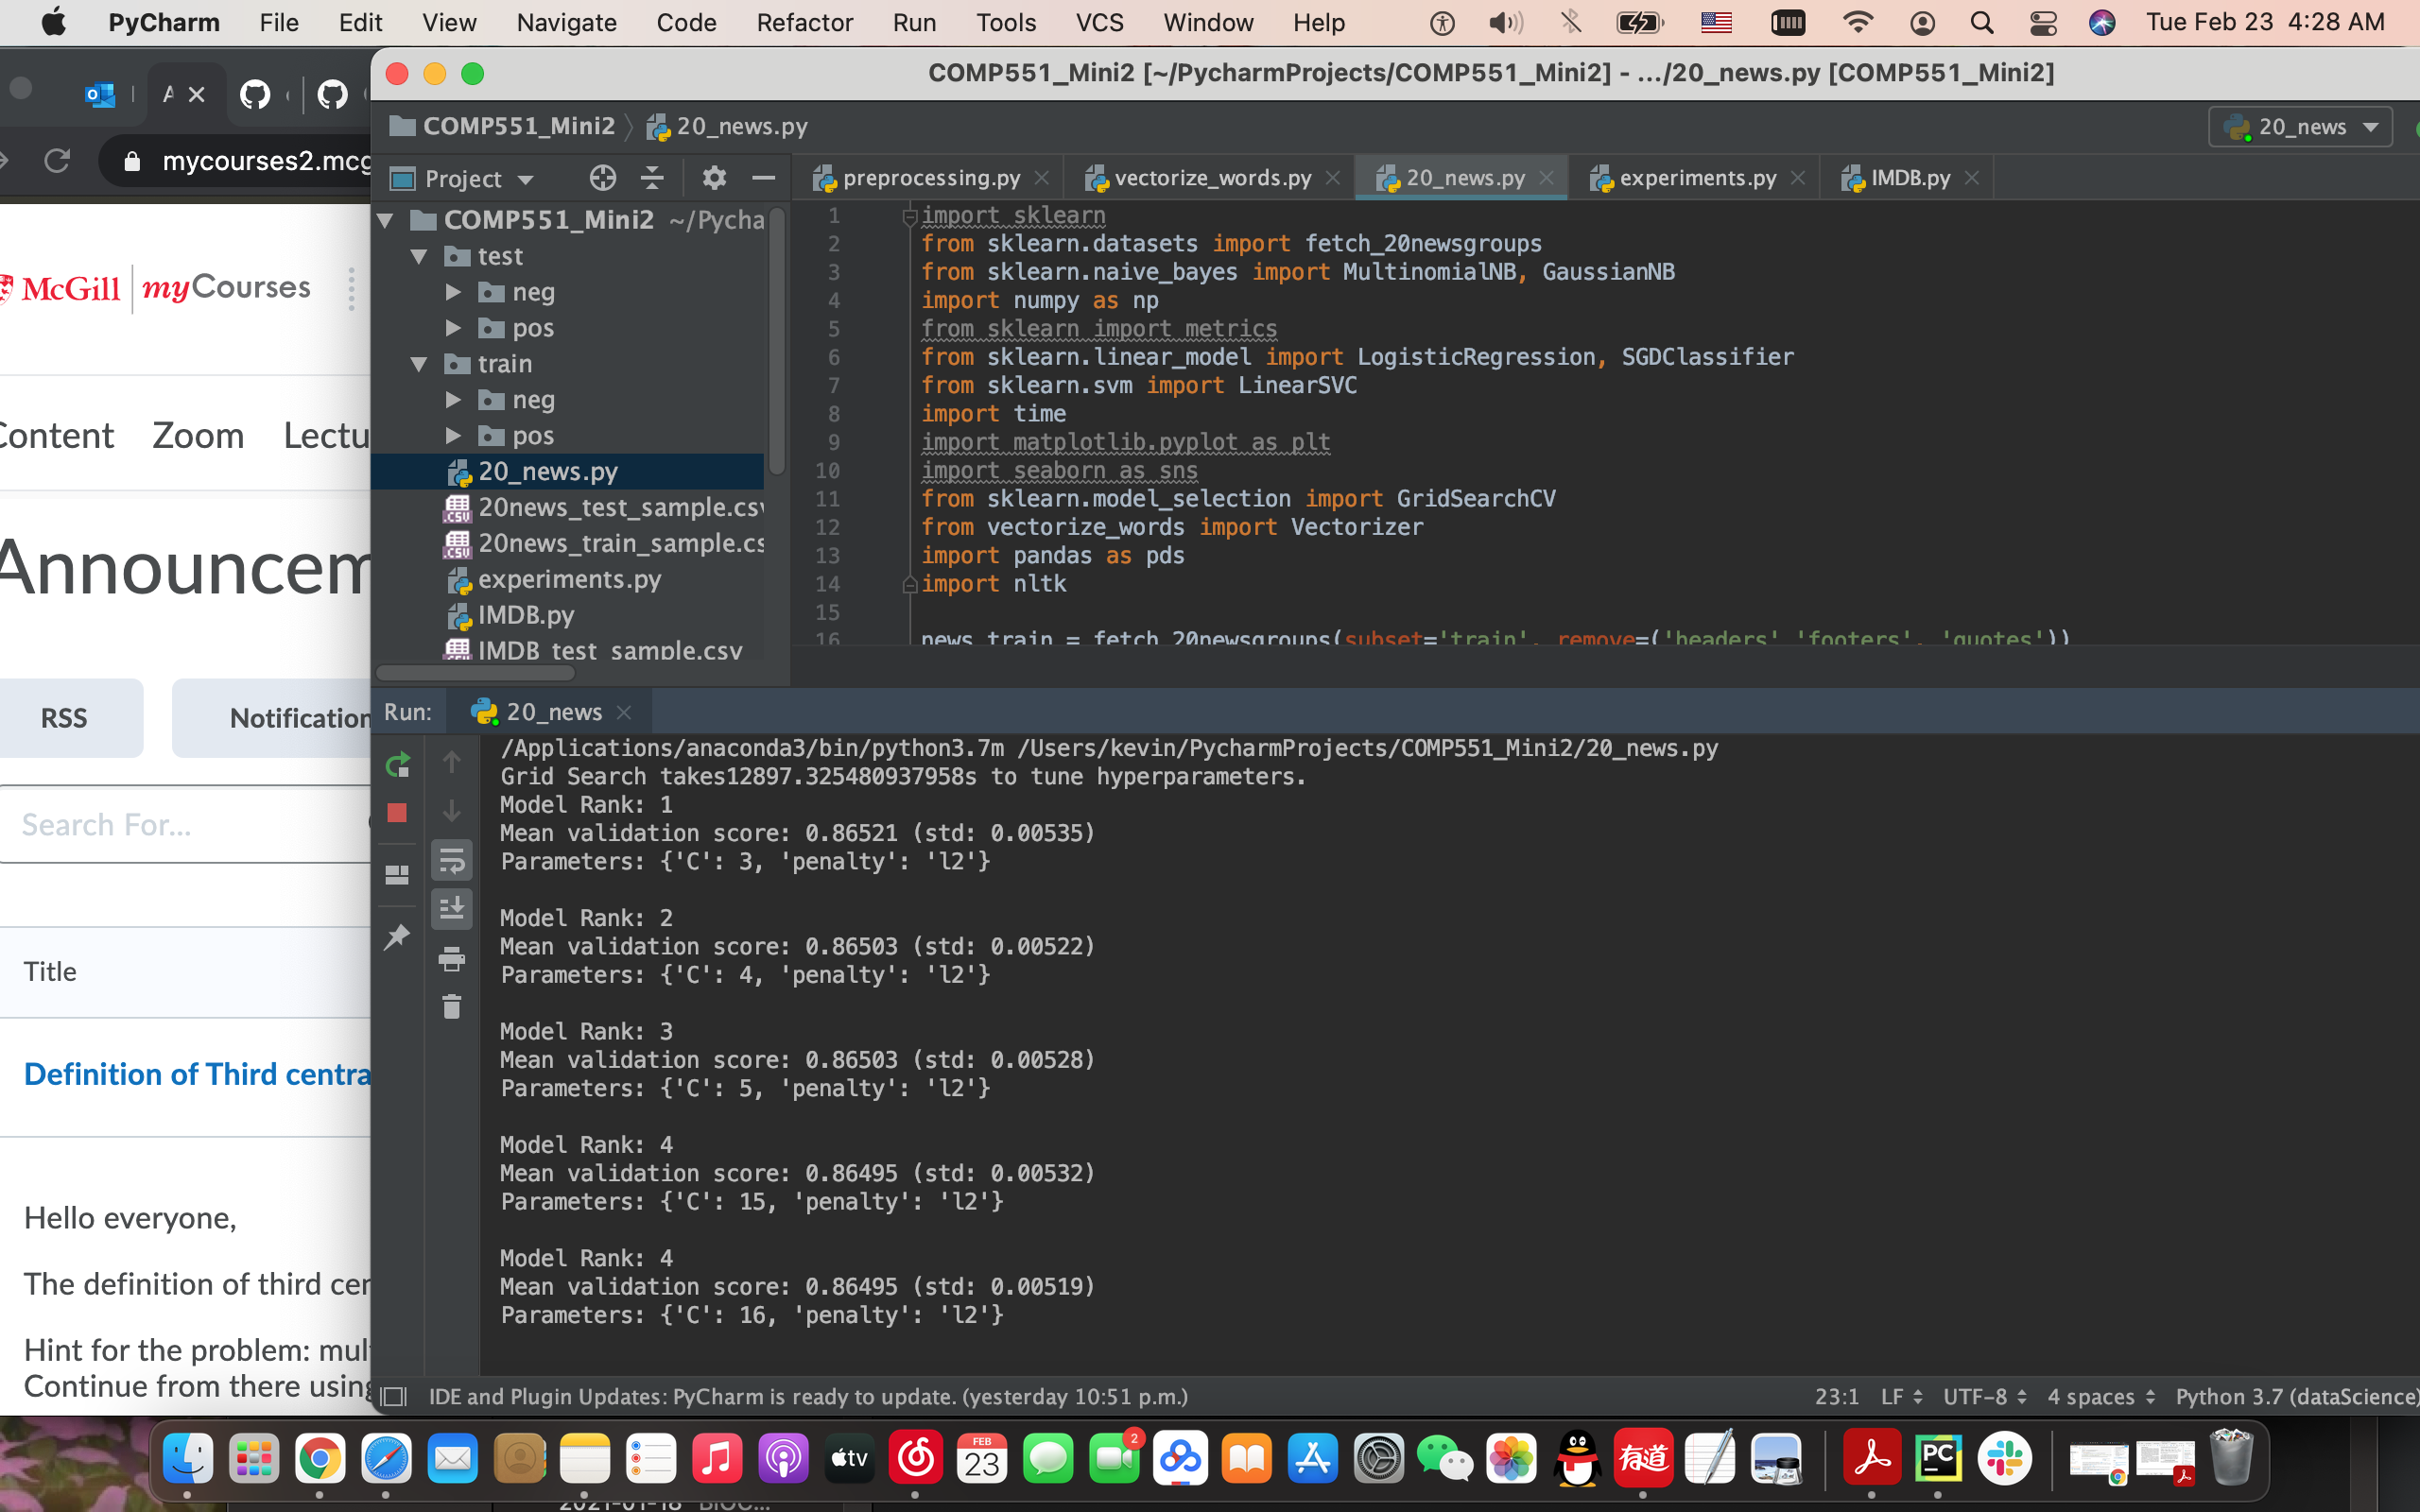 PyCharm File Edit View Navigate Code Refactor Run Tools VCS Window Help Tue Feb 23 4:28 AM
COMP551_Mini2 [~/PycharmProjects/COMP551_Mini2] - .../20_news.py [COMP551_Mini2]
COMP551_Mini2 20_news.py 20_news
mycourses2.mcg
Project preprocessing.py vectorize_words.py 20_news.py experiments.py IMDB.py
COMP551_Mini2 ~/Pycha
test
neg
pos
train
neg
pos
20_news.py
20news_test_sample.csv
20news_train_sample.cs
experiments.py
IMDB.py
IMDB_test_sample.csv
1 import sklearn
2 from sklearn.datasets import fetch_20newsgroups
3 from sklearn.naive_bayes import MultinomialNB, GaussianNB
4 import numpy as np
5 from sklearn import metrics
6 from sklearn.linear_model import LogisticRegression, SGDClassifier
7 from sklearn.svm import LinearSVC
8 import time
9 import matplotlib.pyplot as plt
10 import seaborn as sns
11 from sklearn.model_selection import GridSearchCV
12 from vectorize_words import Vectorizer
13 import pandas as pds
14 import nltk
15
16 news_train = fetch_20newsgroups(subset='train', remove=('headers' 'footers', 'quotes'))
McGill myCourses
Content Zoom Lectu
Announcem
RSS Notification
Search For...
Title
Definition of Third centra
Hello everyone,
The definition of third cer
Hint for the problem: mul
Continue from there using
Run: 20_news
/Applications/anaconda3/bin/python3.7m /Users/kevin/PycharmProjects/COMP551_Mini2/20_news.py
Grid Search takes12897.325480937958s to tune hyperparameters.
Model Rank: 1
Mean validation score: 0.86521 (std: 0.00535)
Parameters: {'C': 3, 'penalty': 'l2'}
Model Rank: 2
Mean validation score: 0.86503 (std: 0.00522)
Parameters: {'C': 4, 'penalty': 'l2'}
Model Rank: 3
Mean validation score: 0.86503 (std: 0.00528)
Parameters: {'C': 5, 'penalty': 'l2'}
Model Rank: 4
Mean validation score: 0.86495 (std: 0.00532)
Parameters: {'C': 15, 'penalty': 'l2'}
Model Rank: 4
Mean validation score: 0.86495 (std: 0.00519)
Parameters: {'C': 16, 'penalty': 'l2'}
IDE and Plugin Updates: PyCharm is ready to update. (yesterday 10:51 p.m.) 23:1 LF UTF-8 4 spaces Python 3.7 (dataScience)
tv FEB 23 2 有道 PC
2021-01-18